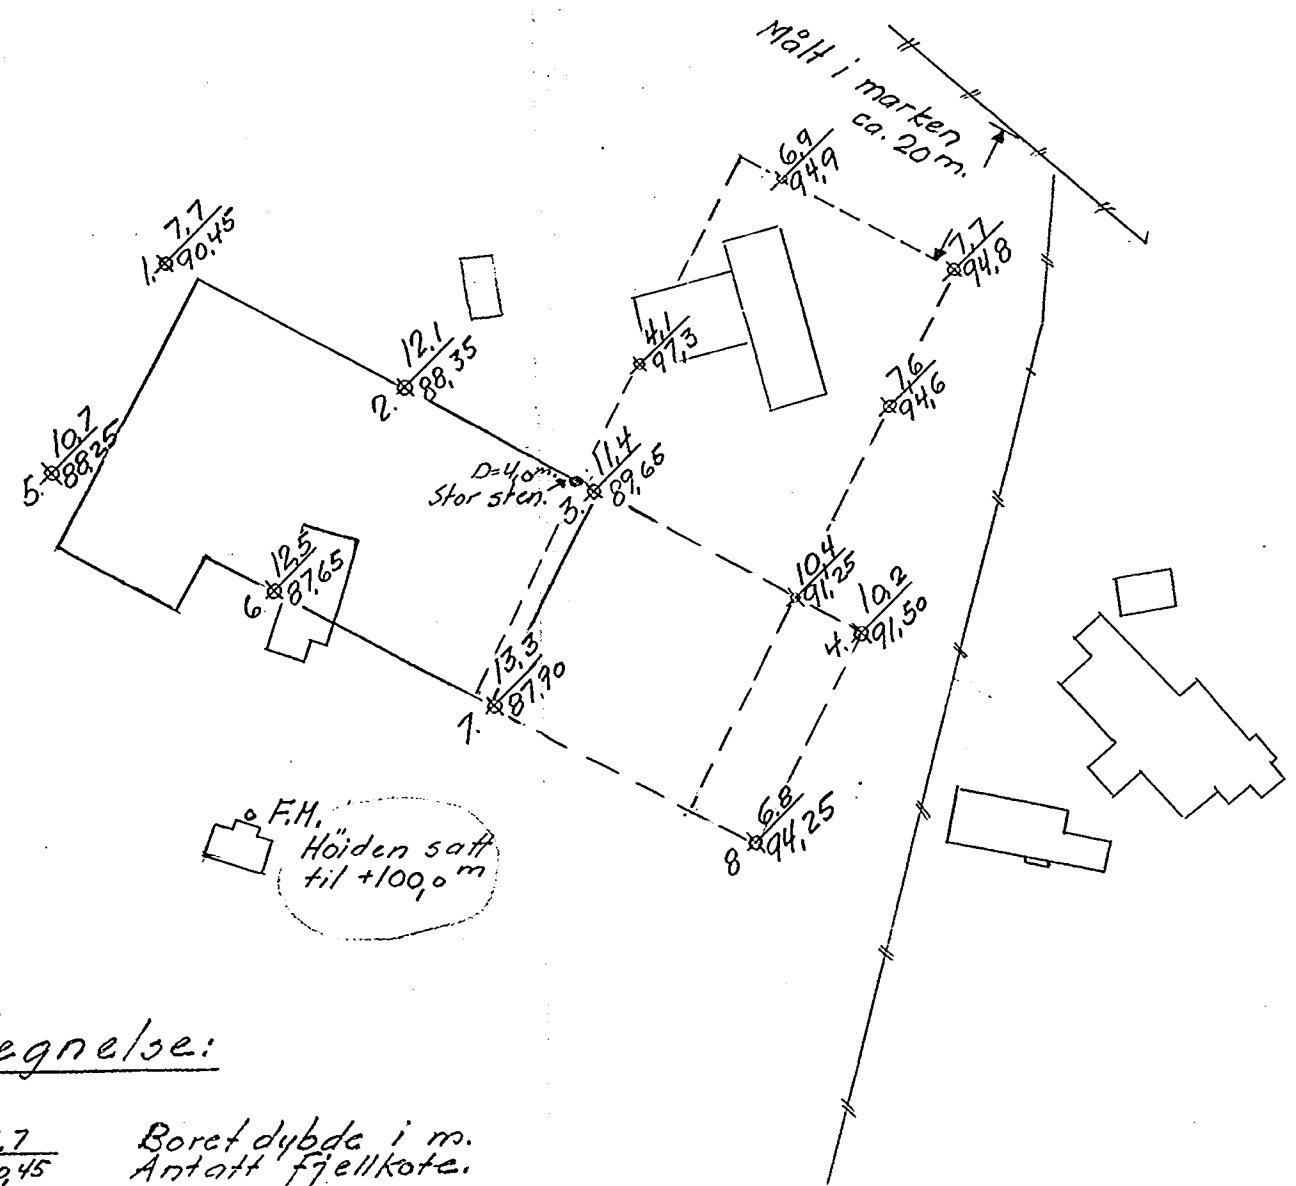 Målt i marken
ca. 20 m.
6,9
94,9
7,7
1. 90,45
7,7
94,8
12,1
2. 88,35
4,1
97,3
7,6
94,6
10,7
5. 88,25
11,4
3. 89,65
D=4,0 m.
Stor sten.
12,5
6. 87,65
10,4
91,25
10,2
4. 91,50
13,3
7. 87,90
6,8
8 94,25
F.M.
Höiden satt
til +100,0 m
egnelse:
,7 Boret dybde i m.
,45 Antatt fjellkote.